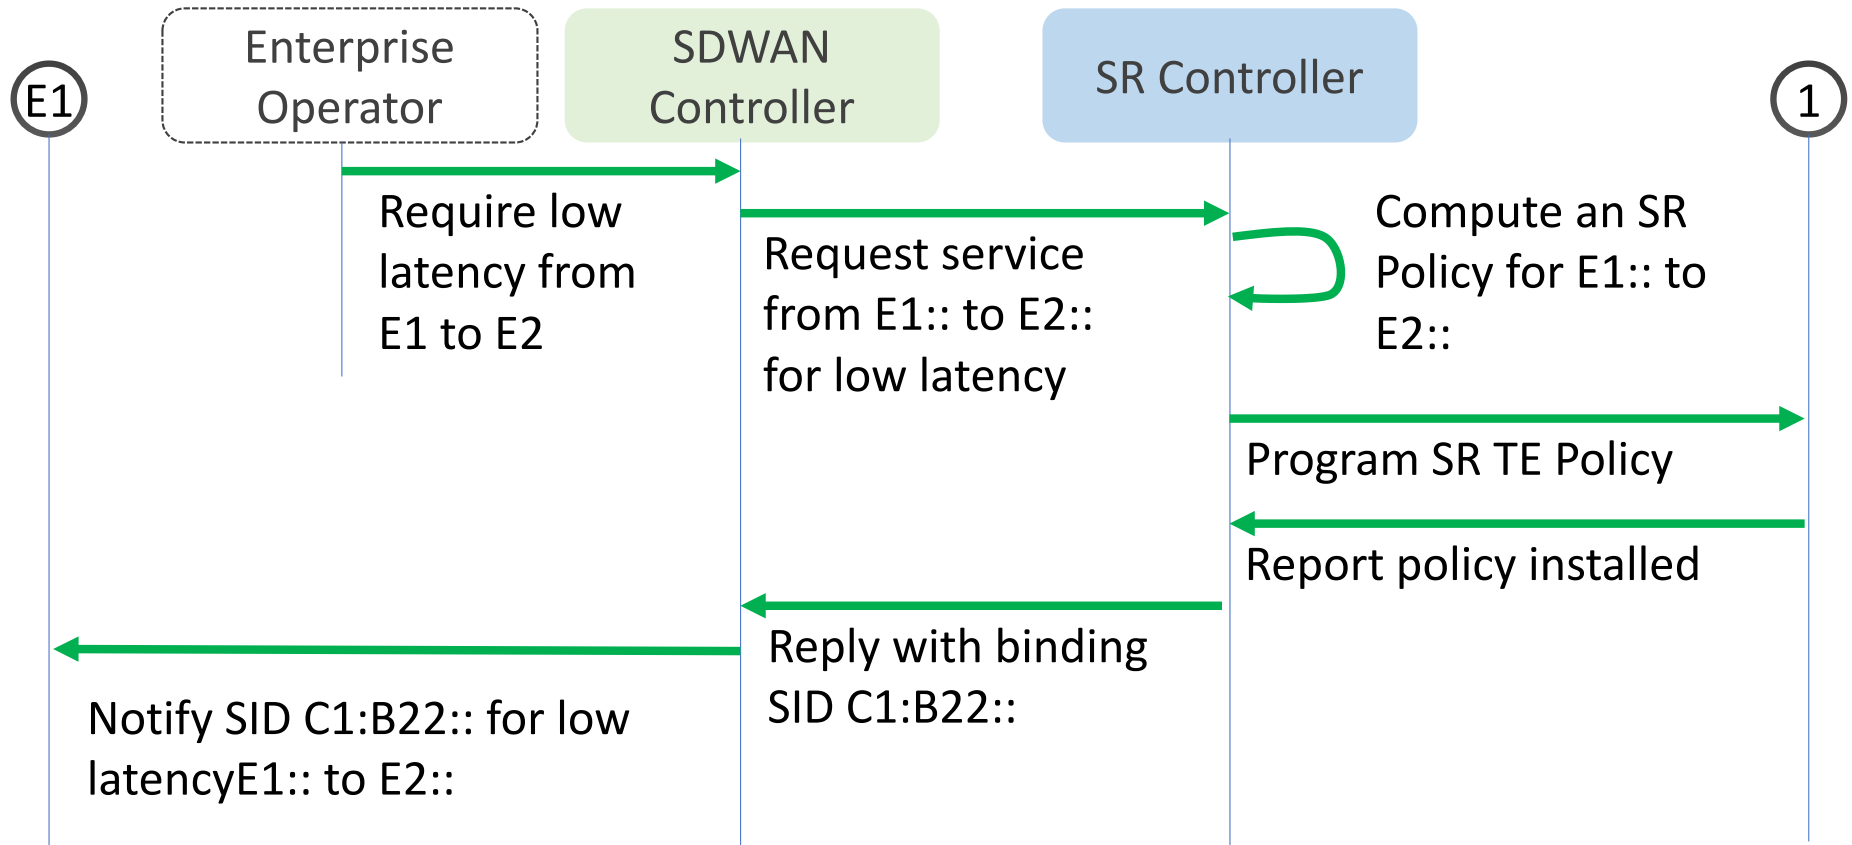 E1
Enterprise
Operator
SDWAN
Controller
SR Controller
1
Require low
latency from
E1 to E2
Request service
from E1:: to E2::
for low latency
Compute an SR
Policy for E1:: to
E2::
Program SR TE Policy
Report policy installed
Reply with binding
SID C1:B22::
Notify SID C1:B22:: for low
latencyE1:: to E2::